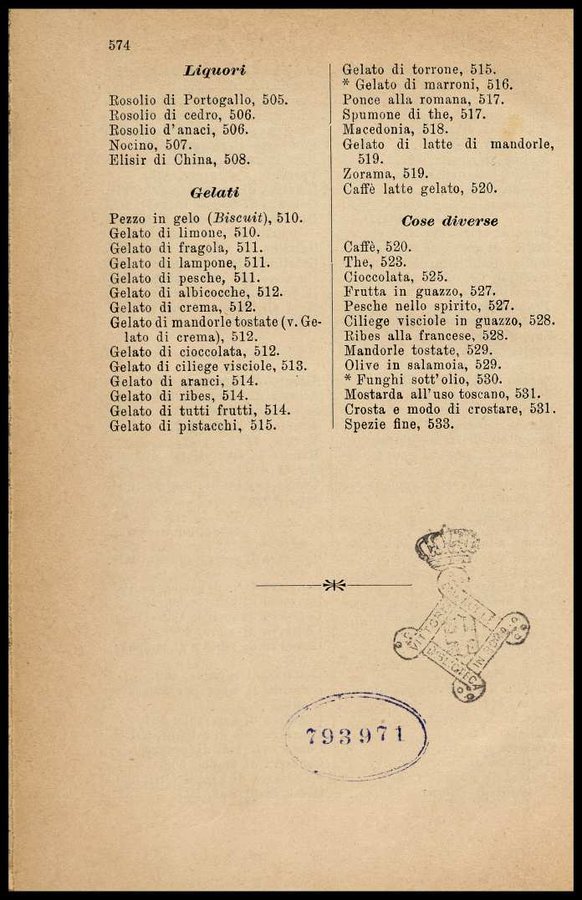 574
Liquori
Rosolio di Portogallo, 505.
Rosolio di cedro, 506.
Rosolio d'anaci, 506.
Nocino, 507.
Elisir di China, 508.
Gelati
Pezzo in gelo (Biscuit), 510.
Gelato di limone, 510.
Gelato di fragola, 511.
Gelato di lampone, 511.
Gelato di pesche, 511.
Gelato di albicocche, 512.
Gelato di crema, 512.
Gelato di mandorle tostate (v. Ge-
lato di crema), 512.
Gelato di cioccolata, 512.
Gelato di ciliege visciole, 513.
Gelato di aranci, 514.
Gelato di ribes, 514.
Gelato di tutti frutti, 514.
Gelato di pistacchi, 515.
Gelato di torrone, 515.
* Gelato di marroni, 516.
Ponce alla romana, 517.
Spumone di the, 517.
Macedonia, 518.
Gelato di latte di mandorle,
519.
Zorama, 519.
Caffè latte gelato, 520.
Cose diverse
Caffè, 520.
The, 523.
Cioccolata, 525.
Frutta in guazzo, 527.
Pesche nello spirito, 527.
Ciliege visciole in guazzo, 528.
Ribes alla francese, 528.
Mandorle tostate, 529.
Olive in salamoia, 529.
* Funghi sott'olio, 530.
Mostarda all'uso toscano, 531.
Crosta e modo di crostare, 531.
Spezie fine, 533.
793971